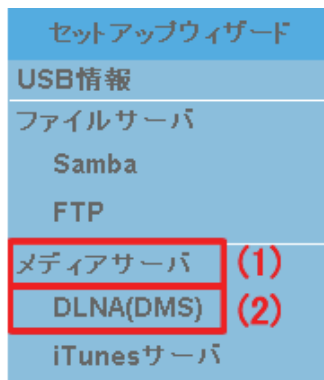 セットアップウィザード
USB情報
ファイルサーバ
Samba
FTP
メディアサーバ (1)
DLNA(DMS) (2)
iTunesサーバ